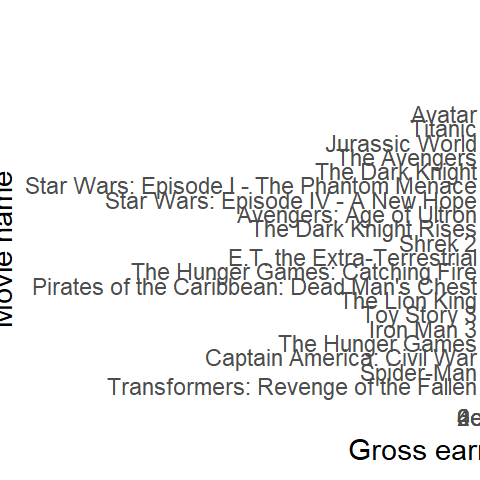 Avatar
Titanic
Jurassic World
The Avengers
The Dark Knight
Star Wars: Episode I - The Phantom Menace
Star Wars: Episode IV - A New Hope
Avengers: Age of Ultron
The Dark Knight Rises
Shrek 2
E.T. the Extra-Terrestrial
The Hunger Games: Catching Fire
Pirates of the Caribbean: Dead Man's Chest
The Lion King
Toy Story 3
Iron Man 3
The Hunger Games
Captain America: Civil War
Spider-Man
Transformers: Revenge of the Fallen
Movie name
Gross earn